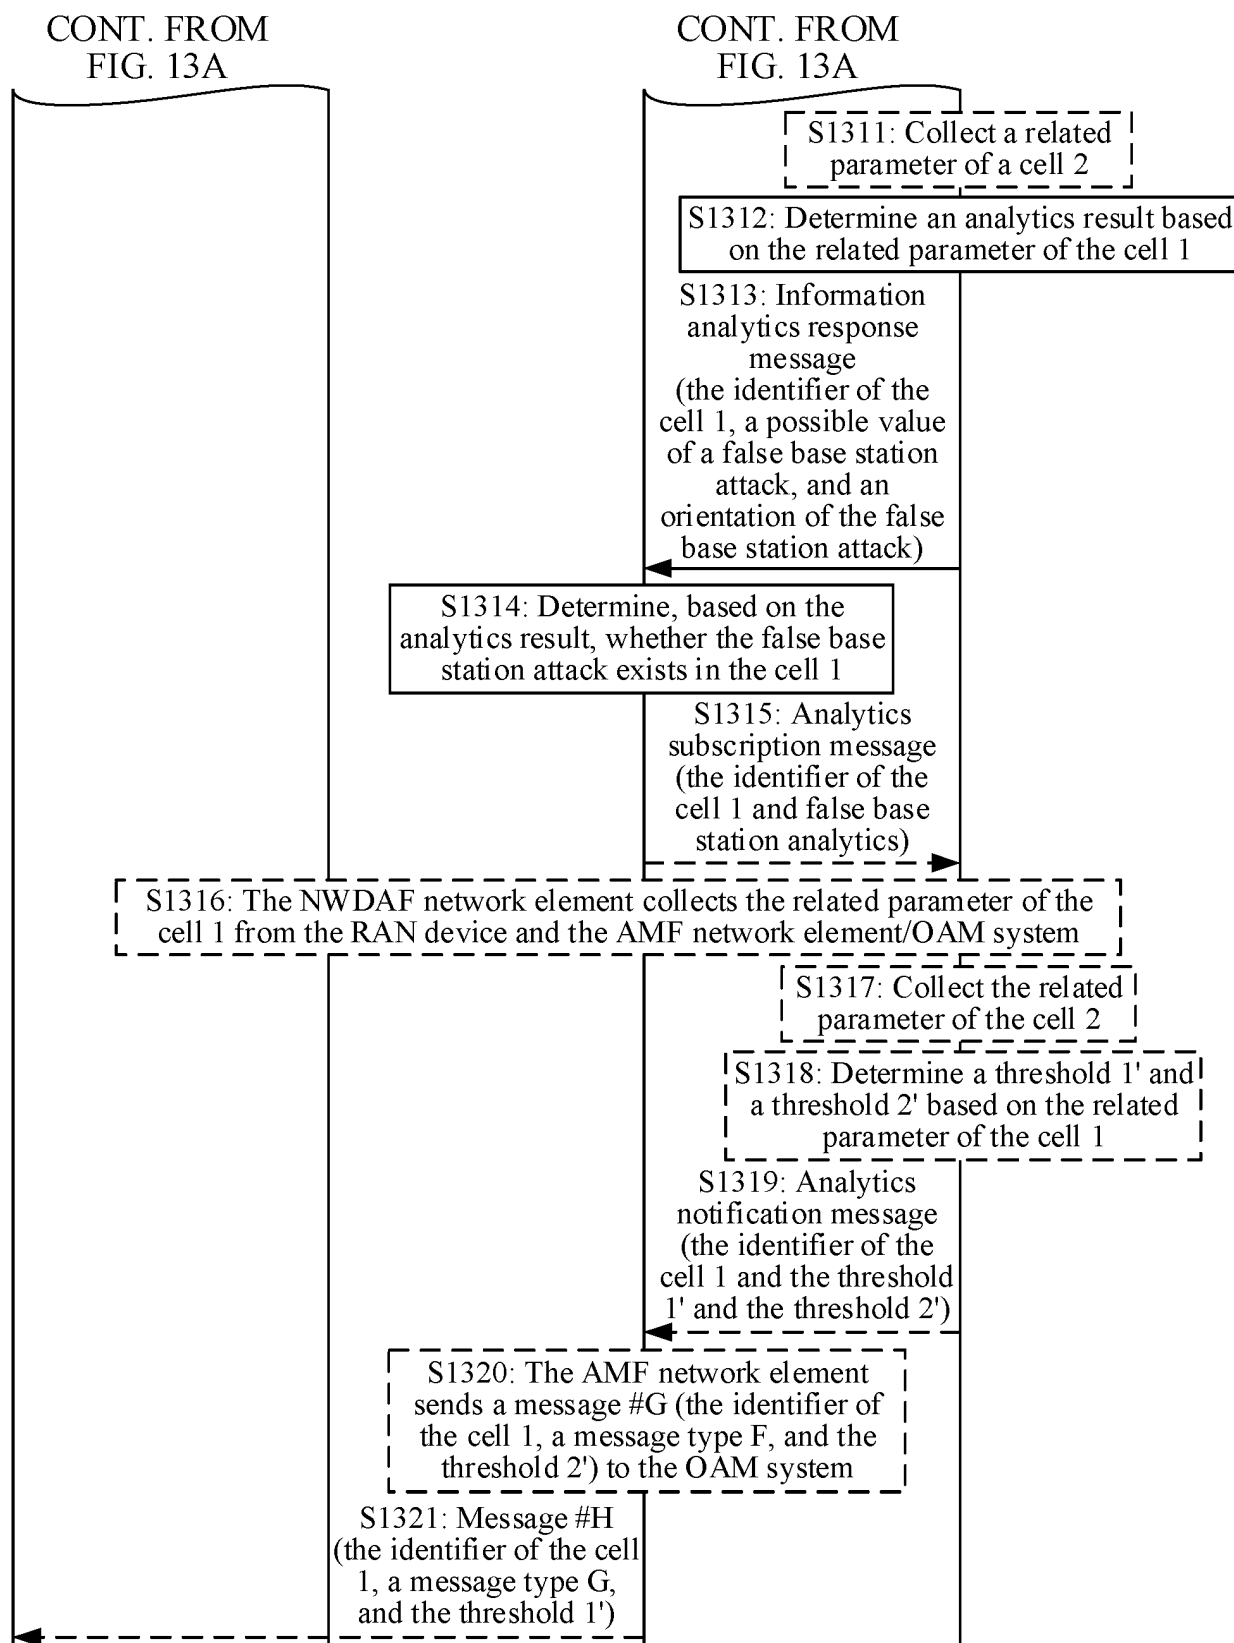 CONT. FROM
FIG. 13A
CONT. FROM
FIG. 13A
S1311: Collect a related
parameter of a cell 2
S1312: Determine an analytics result based
on the related parameter of the cell 1
S1313: Information
analytics response
message
(the identifier of the
cell 1, a possible value
of a false base station
attack, and an
orientation of the false
base station attack)
S1314: Determine, based on the
analytics result, whether the false base
station attack exists in the cell 1
S1315: Analytics
subscription message
(the identifier of the
cell 1 and false base
station analytics)
S1316: The NWDAF network element collects the related parameter of the
cell 1 from the RAN device and the AMF network element/OAM system
S1317: Collect the related
parameter of the cell 2
S1318: Determine a threshold 1' and
a threshold 2' based on the related
parameter of the cell 1
S1319: Analytics
notification message
(the identifier of the
cell 1 and the threshold
1' and the threshold 2')
S1320: The AMF network element
sends a message #G (the identifier of
the cell 1, a message type F, and the
threshold 2') to the OAM system
S1321: Message #H
(the identifier of the cell
1, a message type G,
and the threshold 1')